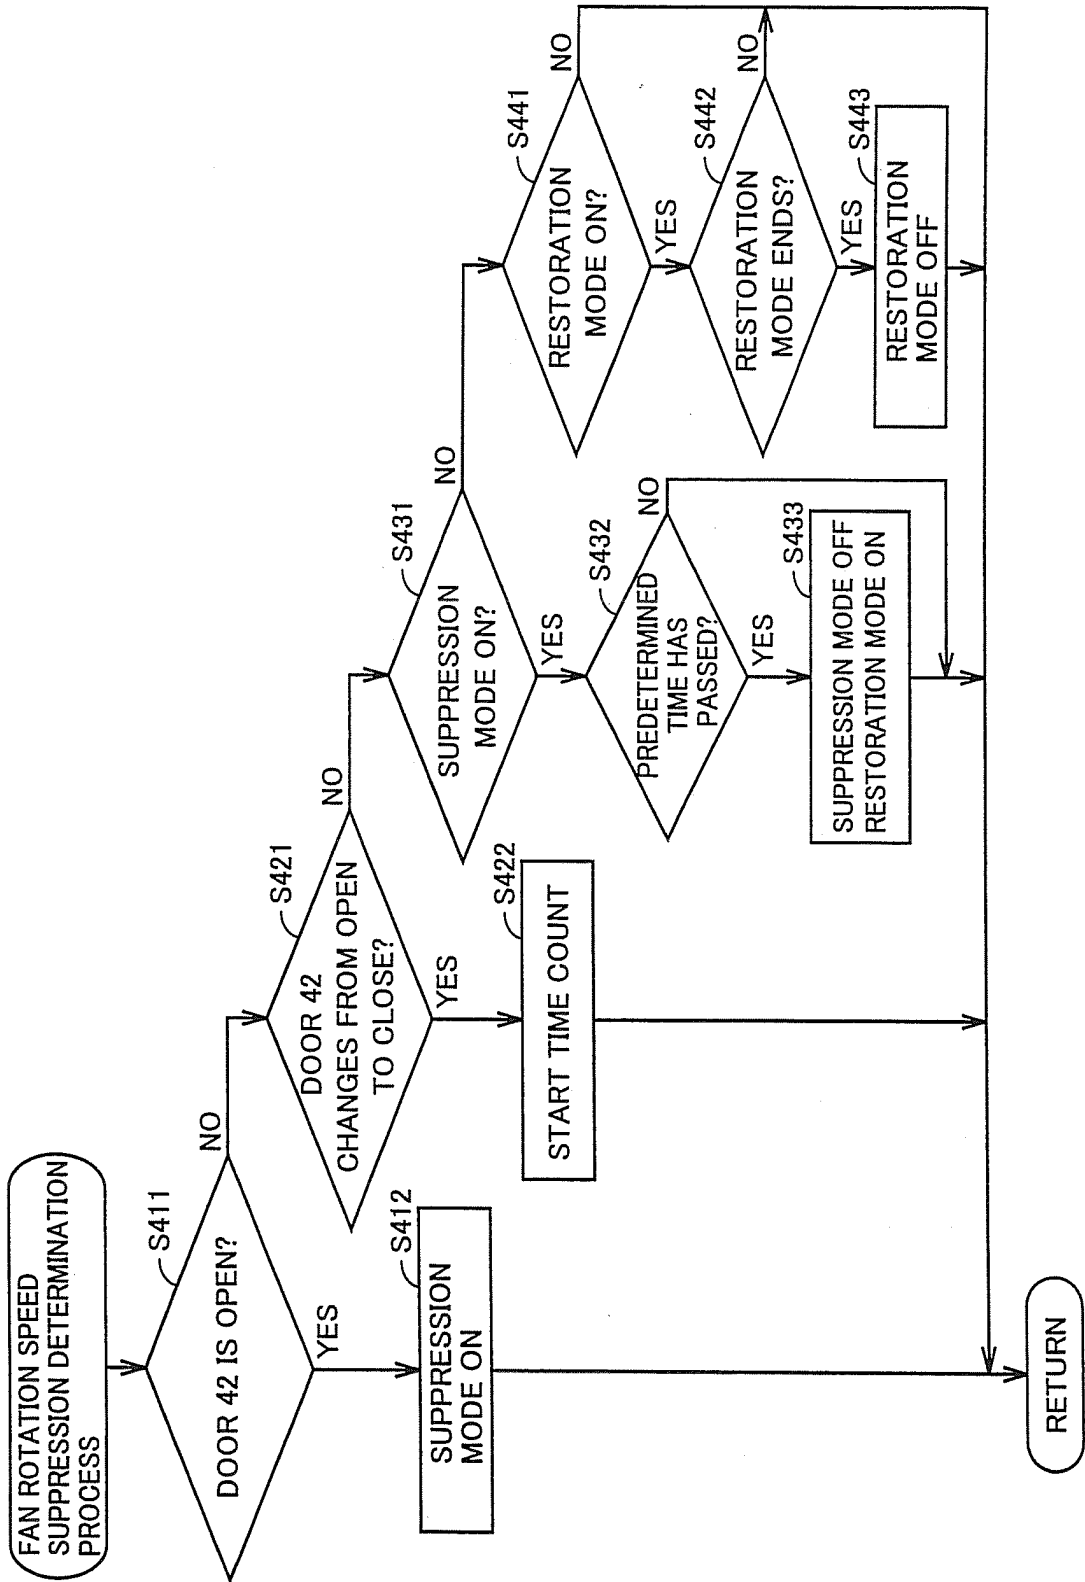 FAN ROTATION SPEED
SUPPRESSION DETERMINATION
PROCESS
S411
DOOR 42 IS OPEN?
NO
YES
S412
SUPPRESSION
MODE ON
S421
DOOR 42
CHANGES FROM OPEN
TO CLOSE?
NO
YES
S422
START TIME COUNT
S431
SUPPRESSION
MODE ON?
NO
YES
S432
PREDETERMINED
TIME HAS
PASSED?
NO
YES
S433
SUPPRESSION MODE OFF
RESTORATION MODE ON
S441
RESTORATION
MODE ON?
NO
YES
S442
RESTORATION
MODE ENDS?
NO
YES
S443
RESTORATION
MODE OFF
RETURN